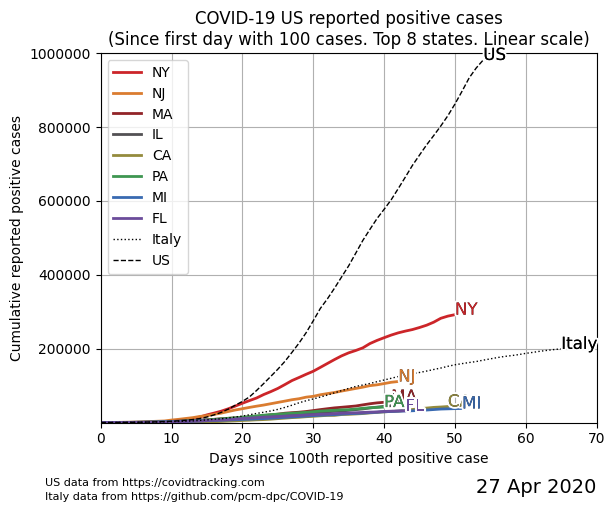 COVID-19 US reported positive cases
(Since first day with 100 cases. Top 8 states. Linear scale)
Cumulative reported positive cases
1000000
800000
600000
400000
200000
0
NY
NJ
MA
IL
CA
PA
MI
FL
Italy
US
US
NY
Italy
NJ
PA
MI
0 10 20 30 40 50 60 70
Days since 100th reported positive case
US data from https://covidtracking.com
Italy data from https://github.com/pcm-dpc/COVID-19
27 Apr 2020